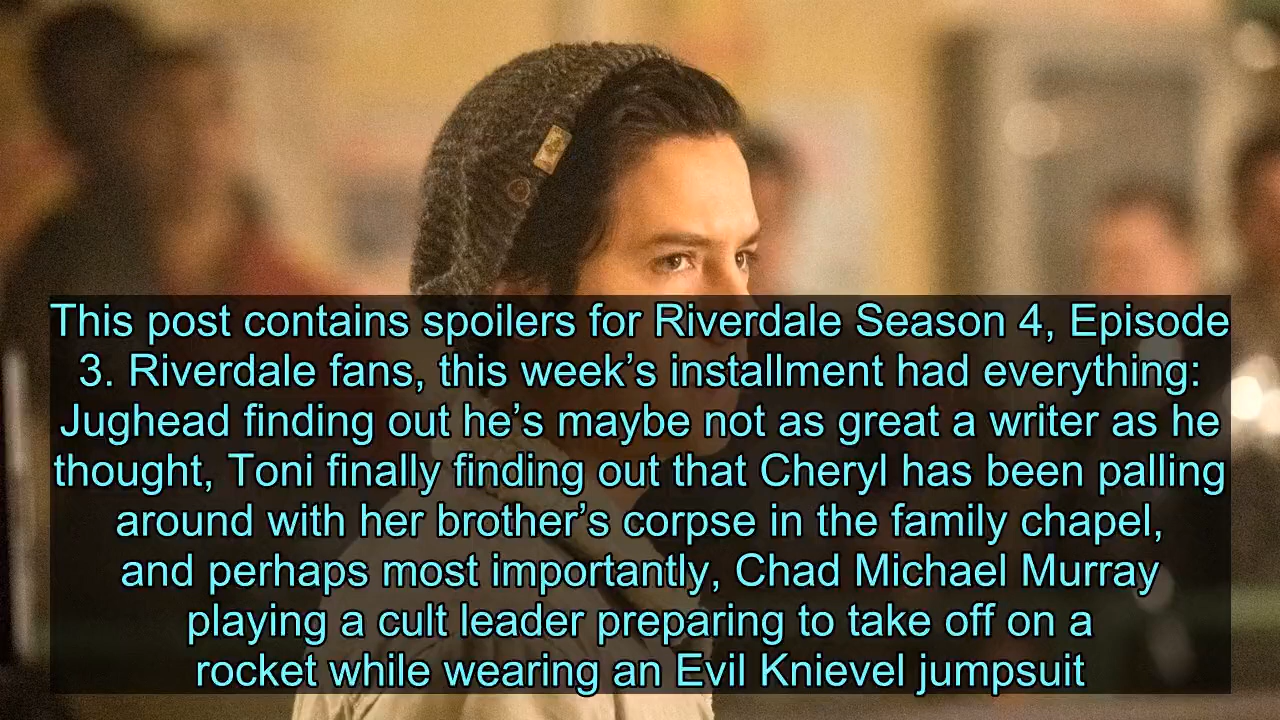 This post contains spoilers for Riverdale Season 4, Episode
3. Riverdale fans, this week’s installment had everything:
Jughead finding out he’s maybe not as great a writer as he
thought, Toni finally finding out that Cheryl has been palling
around with her brother’s corpse in the family chapel,
and perhaps most importantly, Chad Michael Murray
playing a cult leader preparing to take off on a
rocket while wearing an Evil Knievel jumpsuit